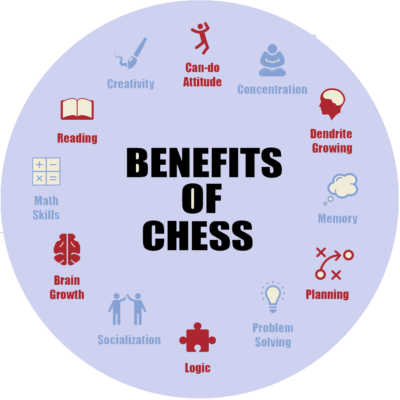 Can-do
Attitude
Concentration
Dendrite
Growing
Memory
Planning
Problem
Solving
Logic
Socialization
Brain
Growth
Math
Skills
Reading
Creativity
BENEFITS
OF
CHESS